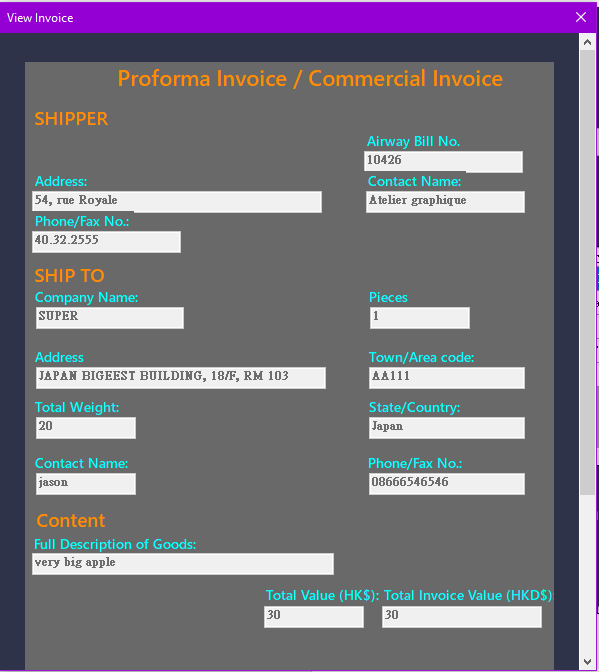 View Invoice
Proforma Invoice / Commercial Invoice
SHIPPER
Airway Bill No.
10426
Address: Contact Name:
54, rue Royale Atelier graphique
Phone/Fax No.:
40.32.2555
SHIP TO
Company Name: Pieces
SUPER 1
Address Town/Area code:
JAPAN BIGEEST BUILDING, 18/F, RM 103 AA111
Total Weight: State/Country:
20 Japan
Contact Name: Phone/Fax No.:
jason 08666546546
Content
Full Description of Goods:
very big apple
Total Value (HK$): Total Invoice Value (HKD$):
30 30